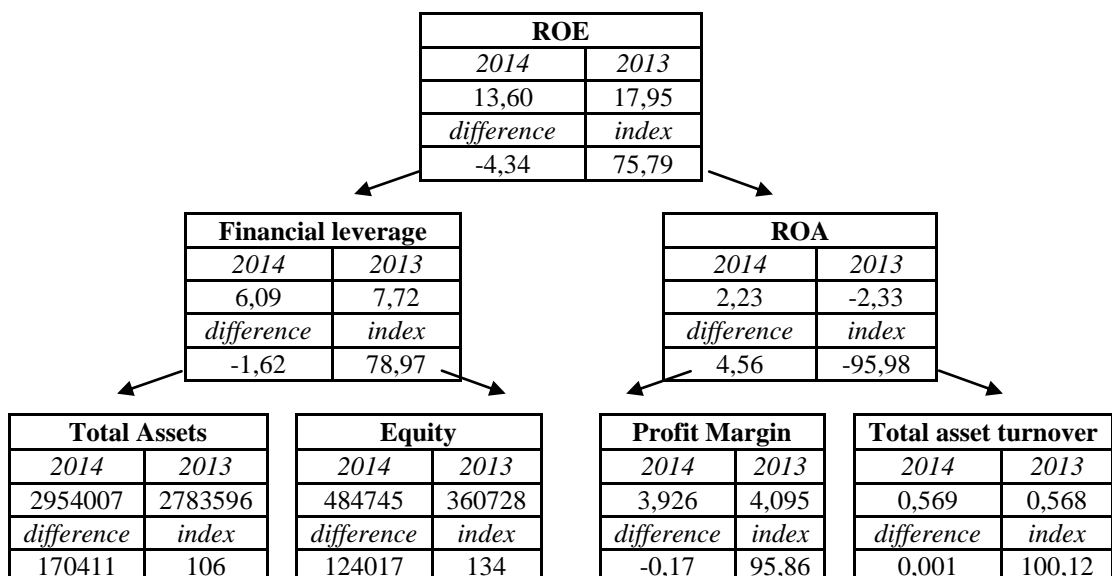 ROE
2014 2013
13,60 17,95
difference index
-4,34 75,79
Financial leverage
2014 2013
6,09 7,72
difference index
-1,62 78,97
ROA
2014 2013
2,23 -2,33
difference index
4,56 -95,98
Total Assets
2014 2013
2954007 2783596
difference index
170411 106
Equity
2014 2013
484745 360728
difference index
124017 134
Profit Margin
2014 2013
3,926 4,095
difference index
-0,17 95,86
Total asset turnover
2014 2013
0,569 0,568
difference index
0,001 100,12